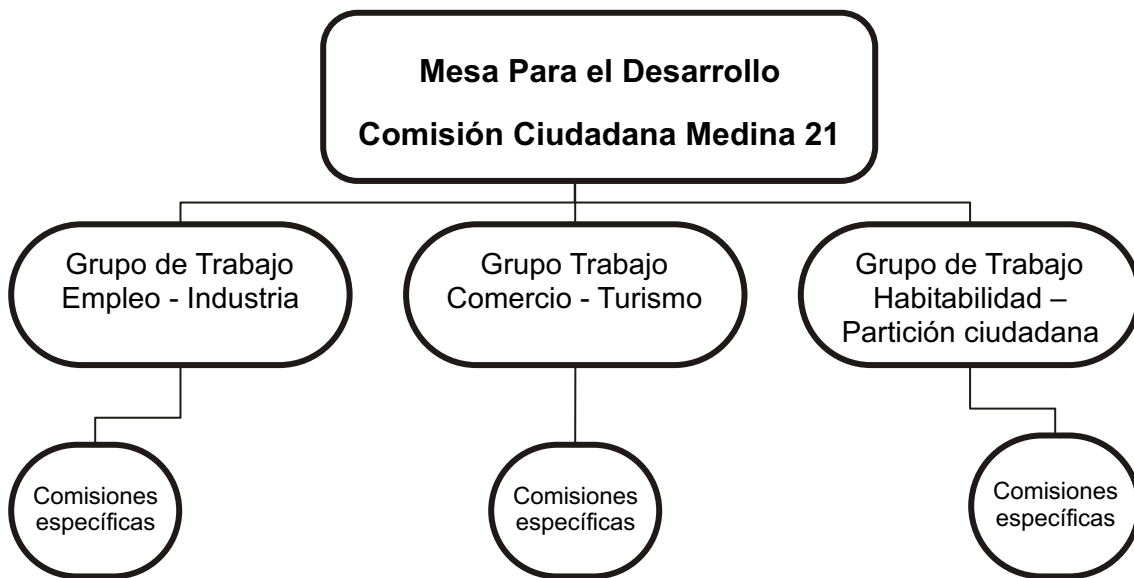 Mesa Para el Desarrollo
Comisión Ciudadana Medina 21
Grupo de Trabajo
Empleo - Industria
Grupo Trabajo
Comercio - Turismo
Grupo de Trabajo
Habitabilidad –
Partición ciudadana
Comisiones
específicas
Comisiones
específicas
Comisiones
específicas